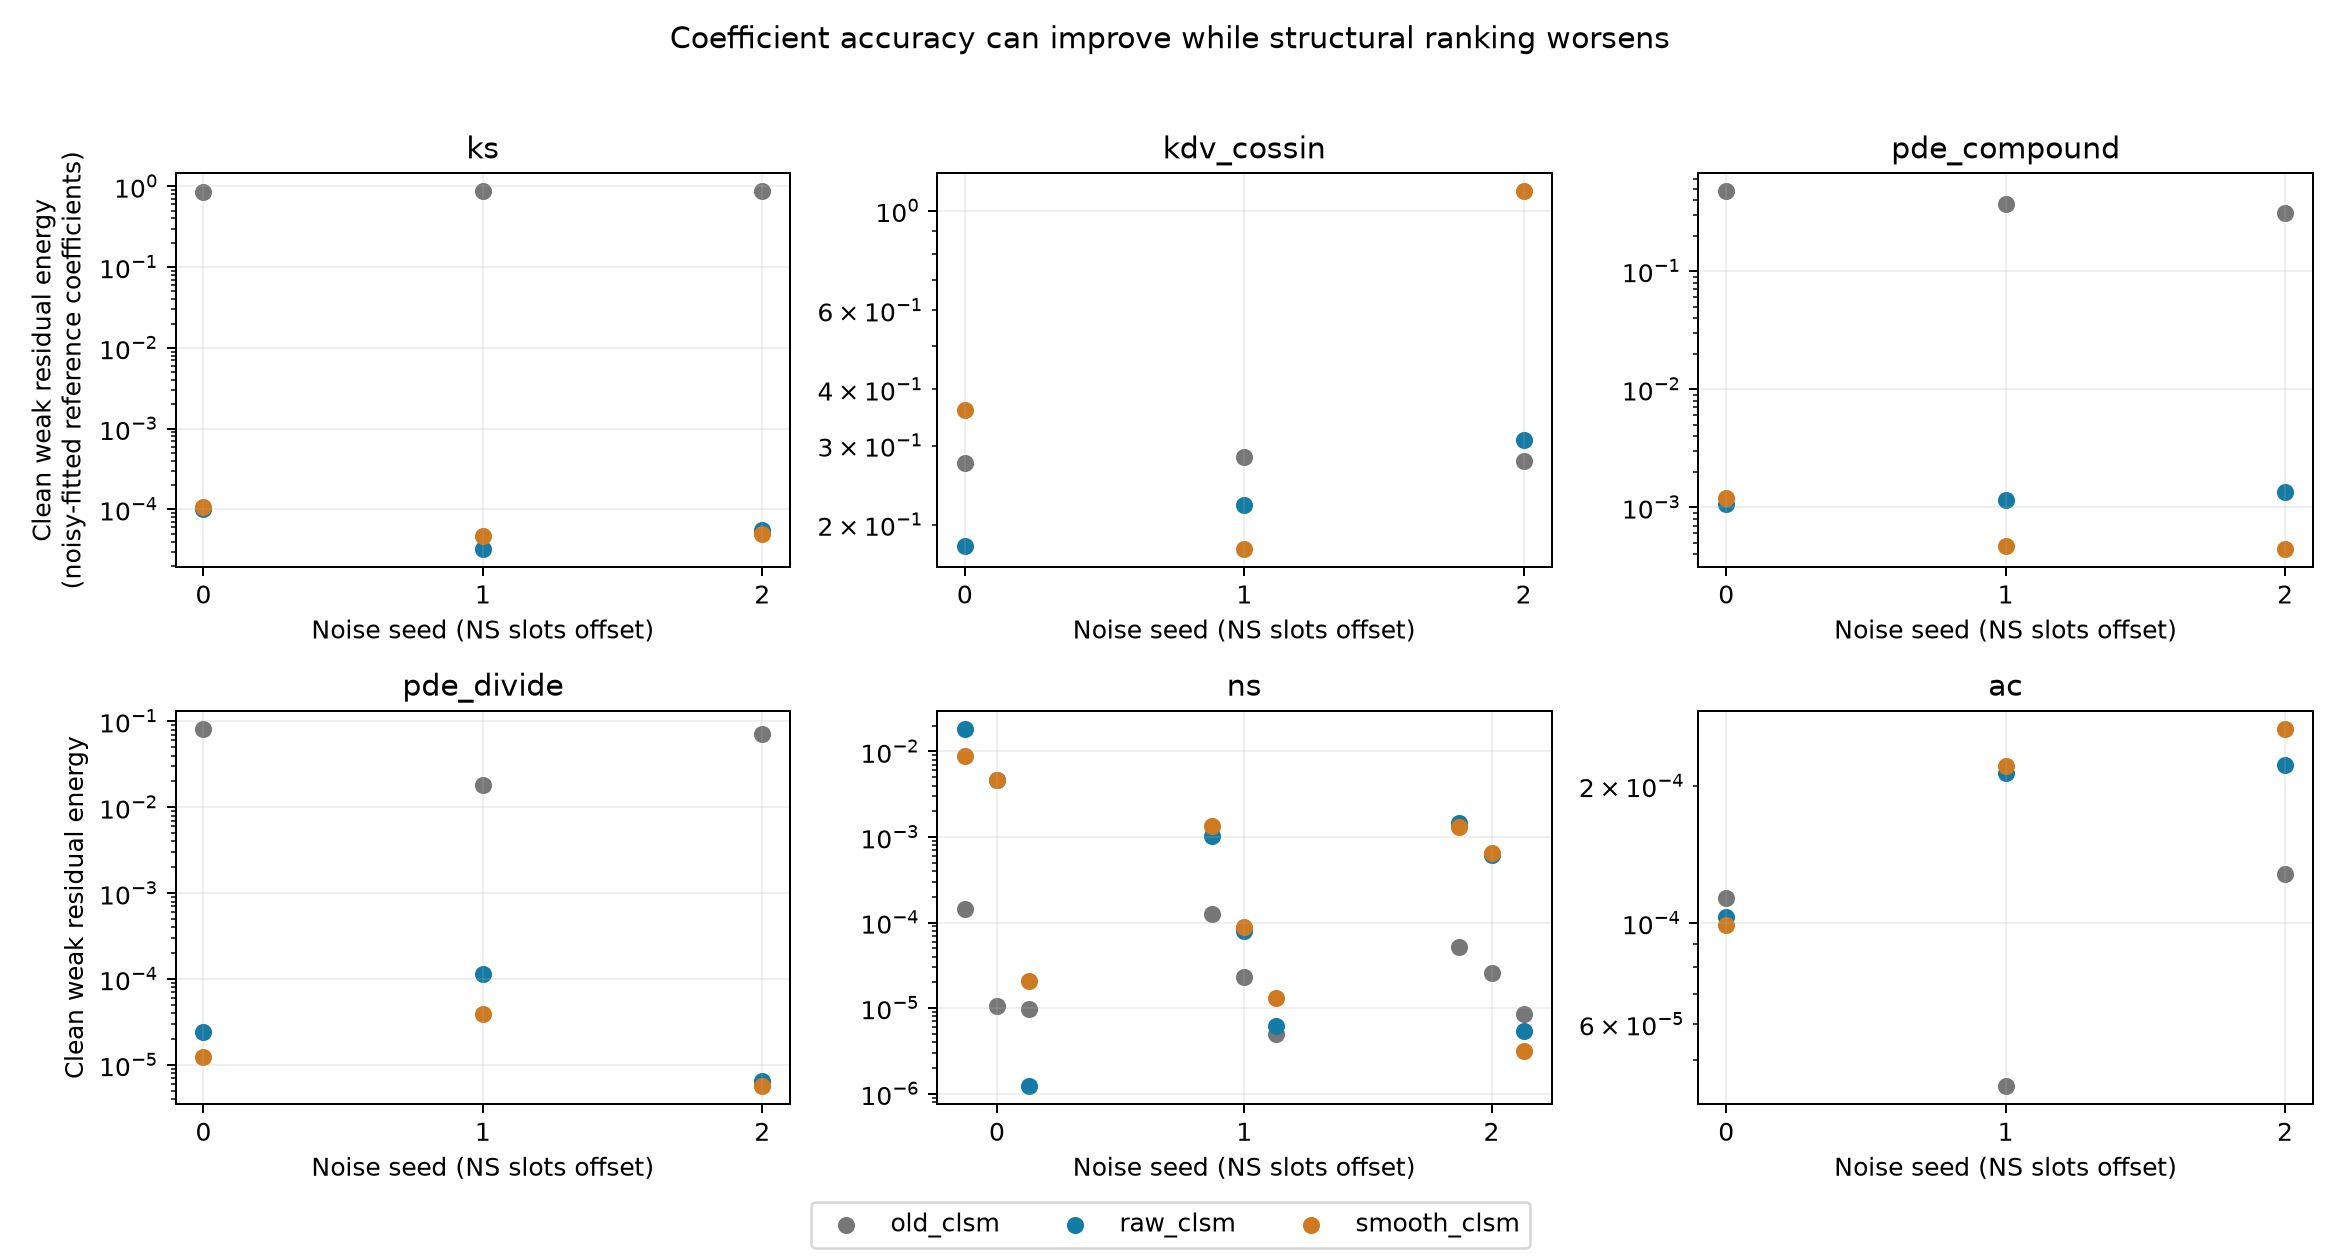 Coefficient accuracy can improve while structural ranking worsens
ks
Clean weak residual energy
(noisy-fitted reference coefficients)
10⁰
10⁻¹
10⁻²
10⁻³
10⁻⁴
0 1 2
Noise seed (NS slots offset)
kdv_cossin
10⁰
6 × 10⁻¹
4 × 10⁻¹
3 × 10⁻¹
2 × 10⁻¹
0 1 2
Noise seed (NS slots offset)
pde_compound
10⁻¹
10⁻²
10⁻³
0 1 2
Noise seed (NS slots offset)
pde_divide
Clean weak residual energy
10⁻¹
10⁻²
10⁻³
10⁻⁴
10⁻⁵
0 1 2
Noise seed (NS slots offset)
ns
10⁻²
10⁻³
10⁻⁴
10⁻⁵
10⁻⁶
0 1 2
Noise seed (NS slots offset)
ac
2 × 10⁻⁴
10⁻⁴
6 × 10⁻⁵
0 1 2
Noise seed (NS slots offset)
old_clsm raw_clsm smooth_clsm